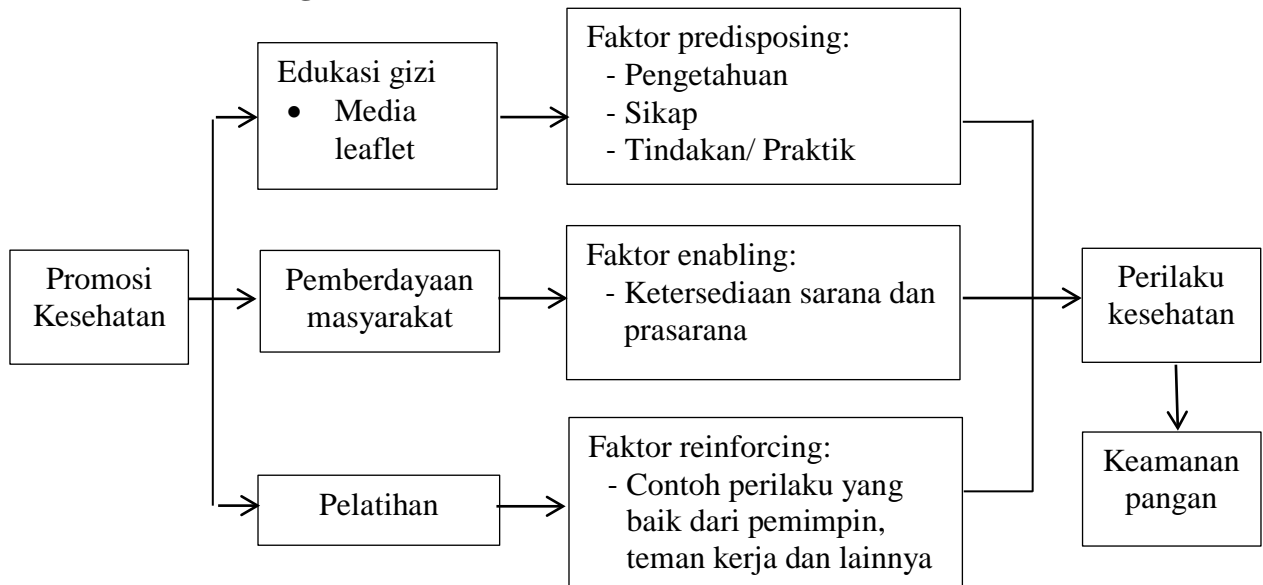 Edukasi gizi
• Media
leaflet
Faktor predisposing:
- Pengetahuan
- Sikap
- Tindakan/ Praktik
Promosi
Kesehatan
Pemberdayaan
masyarakat
Faktor enabling:
- Ketersediaan sarana dan
prasarana
Perilaku
kesehatan
Pelatihan
Faktor reinforcing:
- Contoh perilaku yang
baik dari pemimpin,
teman kerja dan lainnya
Keamanan
pangan